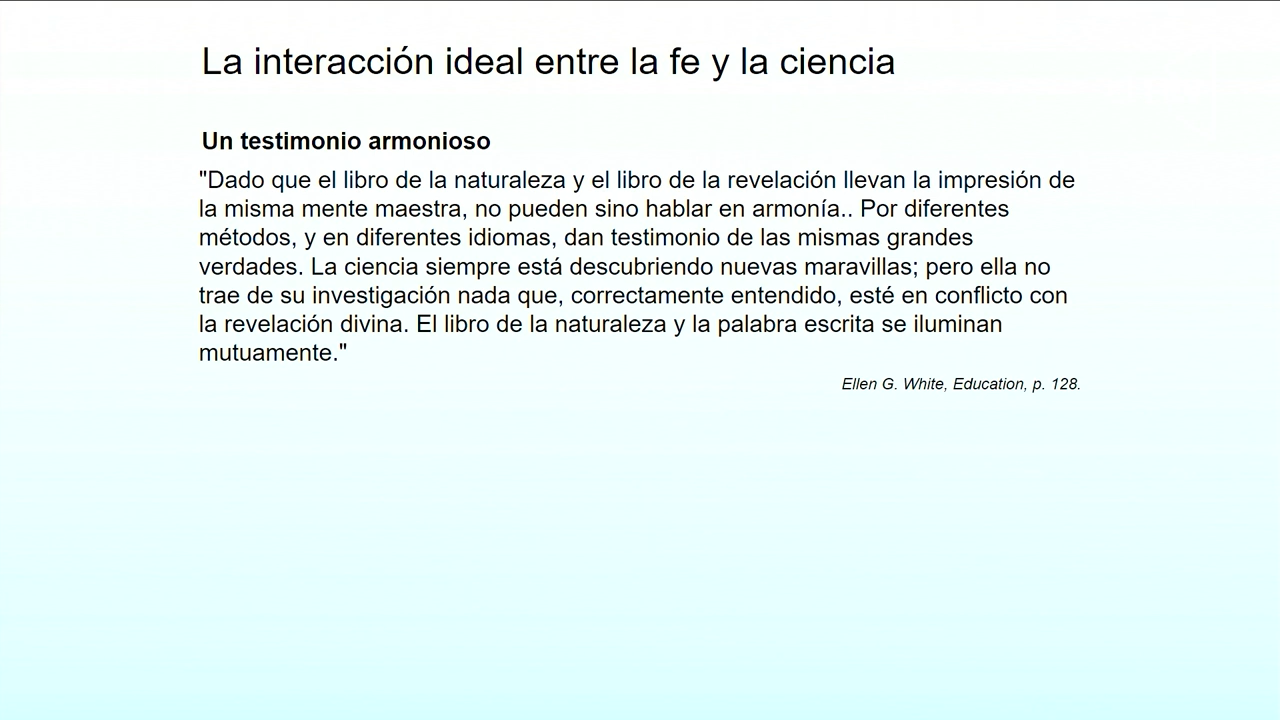 La interacción ideal entre la fe y la ciencia
Un testimonio armonioso
"Dado que el libro de la naturaleza y el libro de la revelación llevan la impresión de
la misma mente maestra, no pueden sino hablar en armonía.. Por diferentes
métodos, y en diferentes idiomas, dan testimonio de las mismas grandes
verdades. La ciencia siempre está descubriendo nuevas maravillas; pero ella no
trae de su investigación nada que, correctamente entendido, esté en conflicto con
la revelación divina. El libro de la naturaleza y la palabra escrita se iluminan
mutuamente."
Ellen G. White, Education, p. 128.